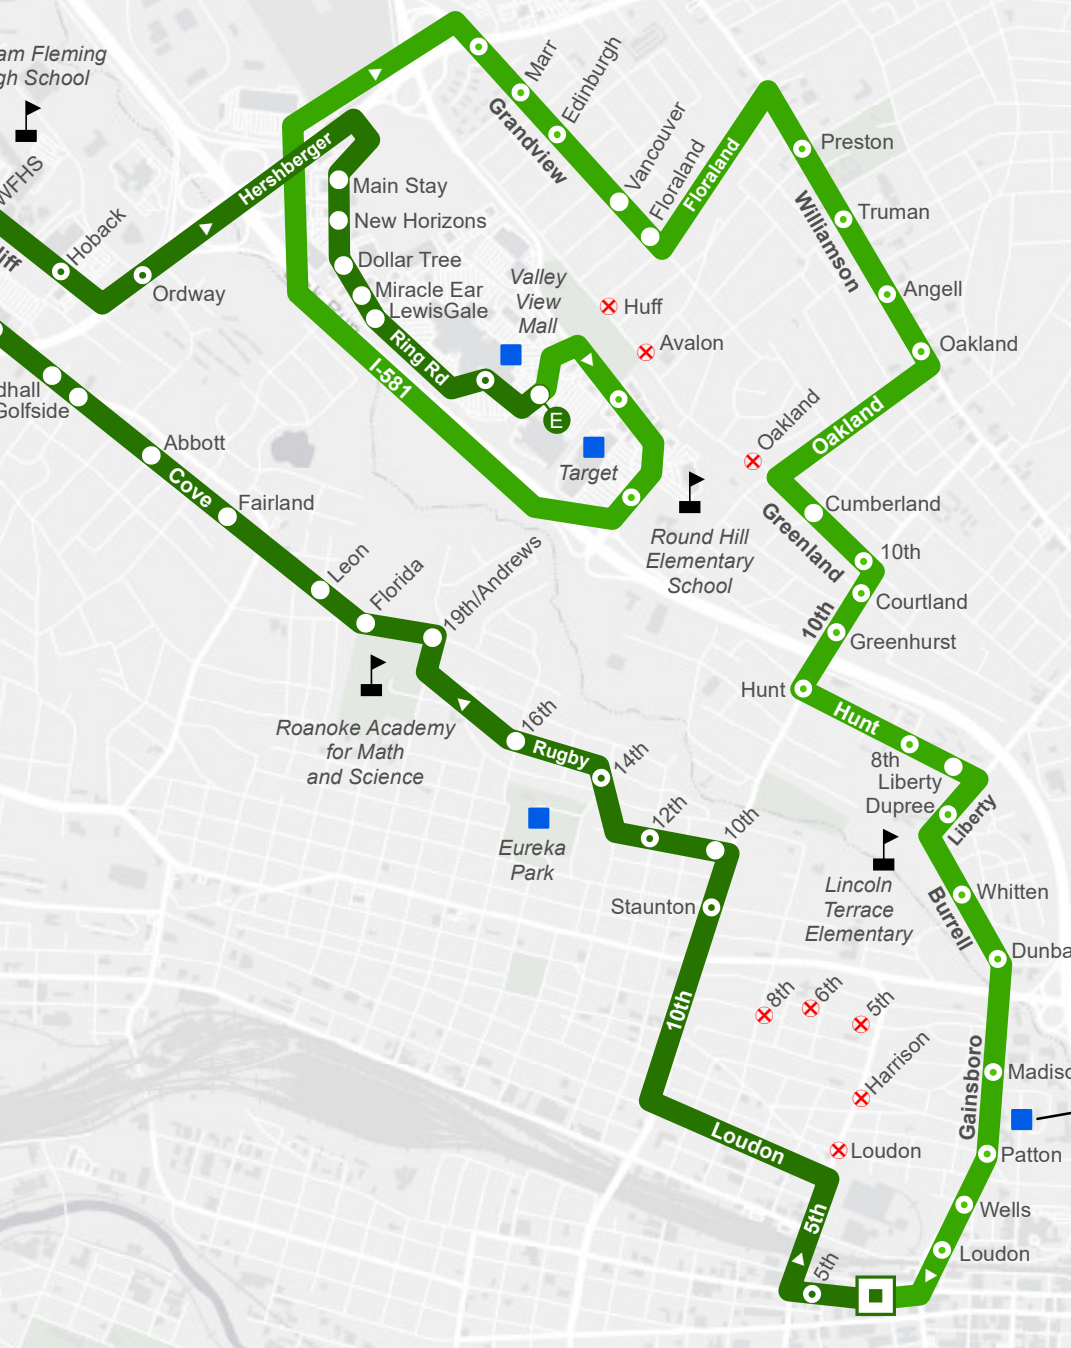 am Fleming
gh School
WFHS
Hoback
Ordway
Hershberger
Main Stay
New Horizons
Dollar Tree
Miracle Ear
LewisGale
Ring Rd
I-581
Valley
View
Mall
E
Target
Grandview
Marr
Edinburgh
Vancouver
Floraland
Floraland
Huff
Avalon
Preston
Truman
Williamson
Angell
Oakland
Oakland
Oakland
Cumberland
Greenland
10th
Courtland
10th
Greenhurst
Hunt
Hunt
8th
Liberty
Dupree
Liberty
Round Hill
Elementary
School
Lincoln
Terrace
Elementary
Whitten
Burrell
Dunba
Gainsboro
Madiso
Patton
Wells
Loudon
iff
dhall
Golfside
Abbott
Cove
Fairland
Leon
Florida
19th/Andrews
Roanoke Academy
for Math
and Science
16th
Rugby
14th
12th
10th
Eureka
Park
Staunton
10th
8th
6th
5th
Harrison
Loudon
Loudon
5th
5th